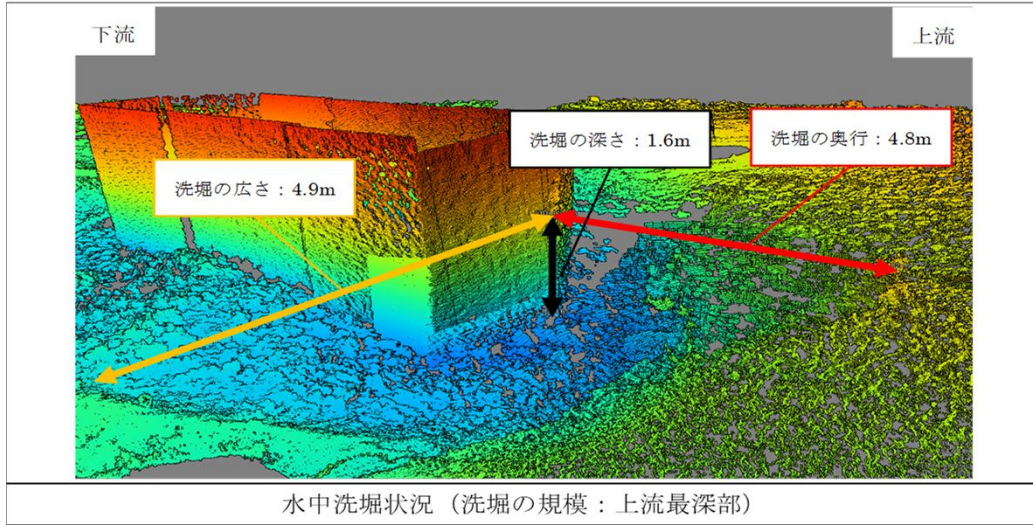 下流
上流
洗堀の深さ：1.6m
洗堀の奥行：4.8m
洗堀の広さ：4.9m
水中洗堀状況（洗堀の規模：上流最深部）